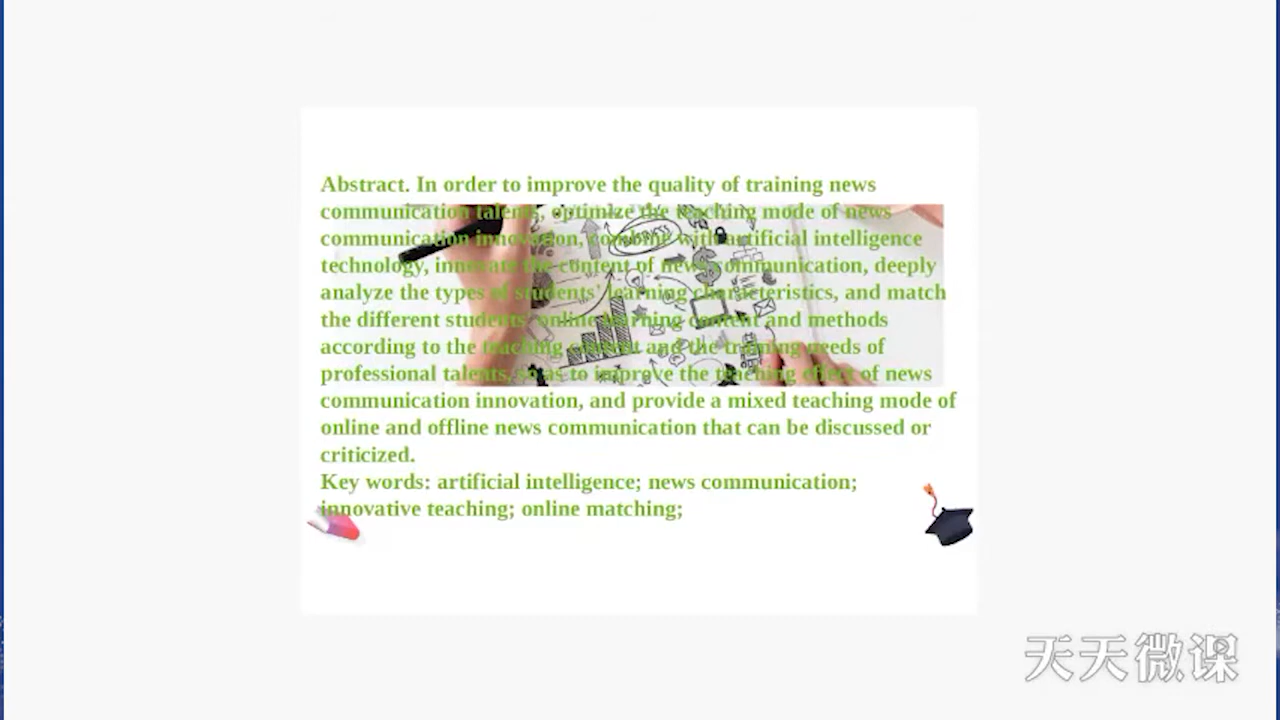 Abstract. In order to improve the quality of training news
communication talents, optimize the teaching mode of news
communication innovation, combine with artificial intelligence
technology, innovate the content of news communication, deeply
analyze the types of students' learning characteristics, and match
the different students' online learning content and methods
according to the teaching content and the training needs of
professional talents, so as to improve the teaching effect of news
communication innovation, and provide a mixed teaching mode of
online and offline news communication that can be discussed or
criticized.
Key words: artificial intelligence; news communication;
innovative teaching; online matching;
天天微课